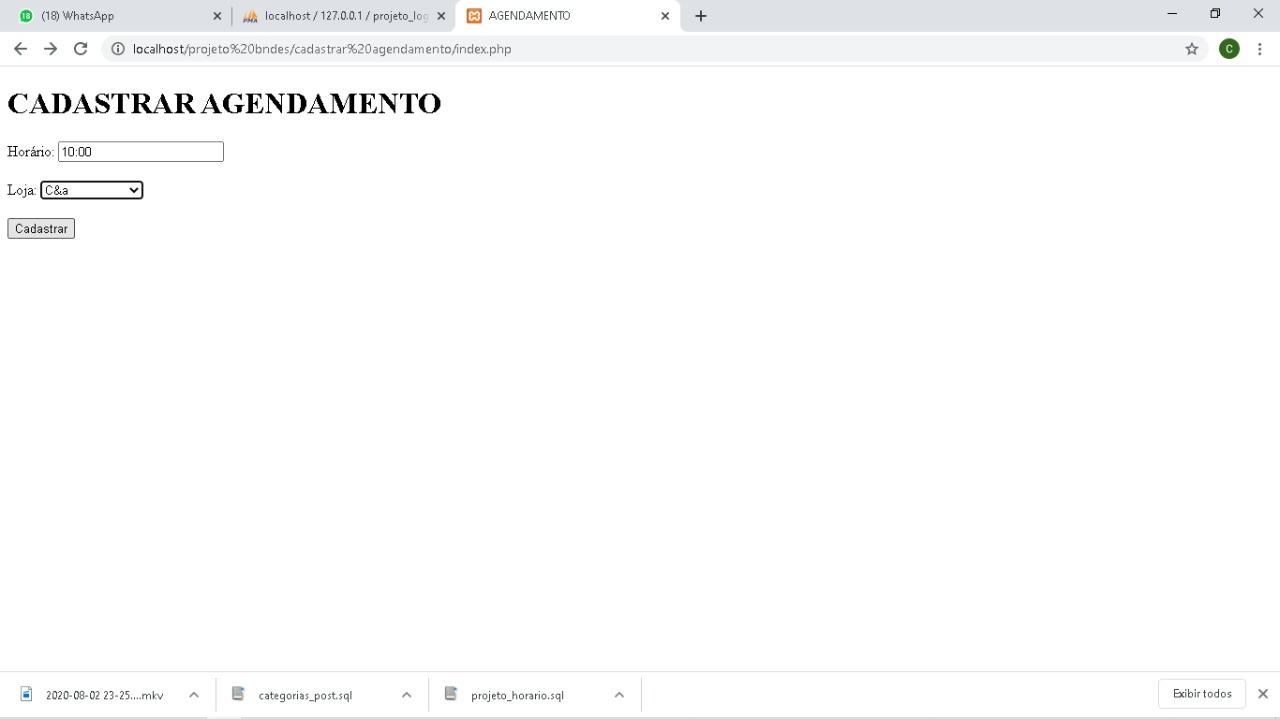 (18) WhatsApp
localhost / 127.0.0.1 / projeto_log
AGENDAMENTO
localhost/projeto%20bndes/cadastrar%20agendamento/index.php
C
CADASTRAR AGENDAMENTO
Horário: 10:00
Loja: C&a
Cadastrar
2020-08-02 23-25....mkv
categorias_post.sql
projeto_horario.sql
Exibir todos